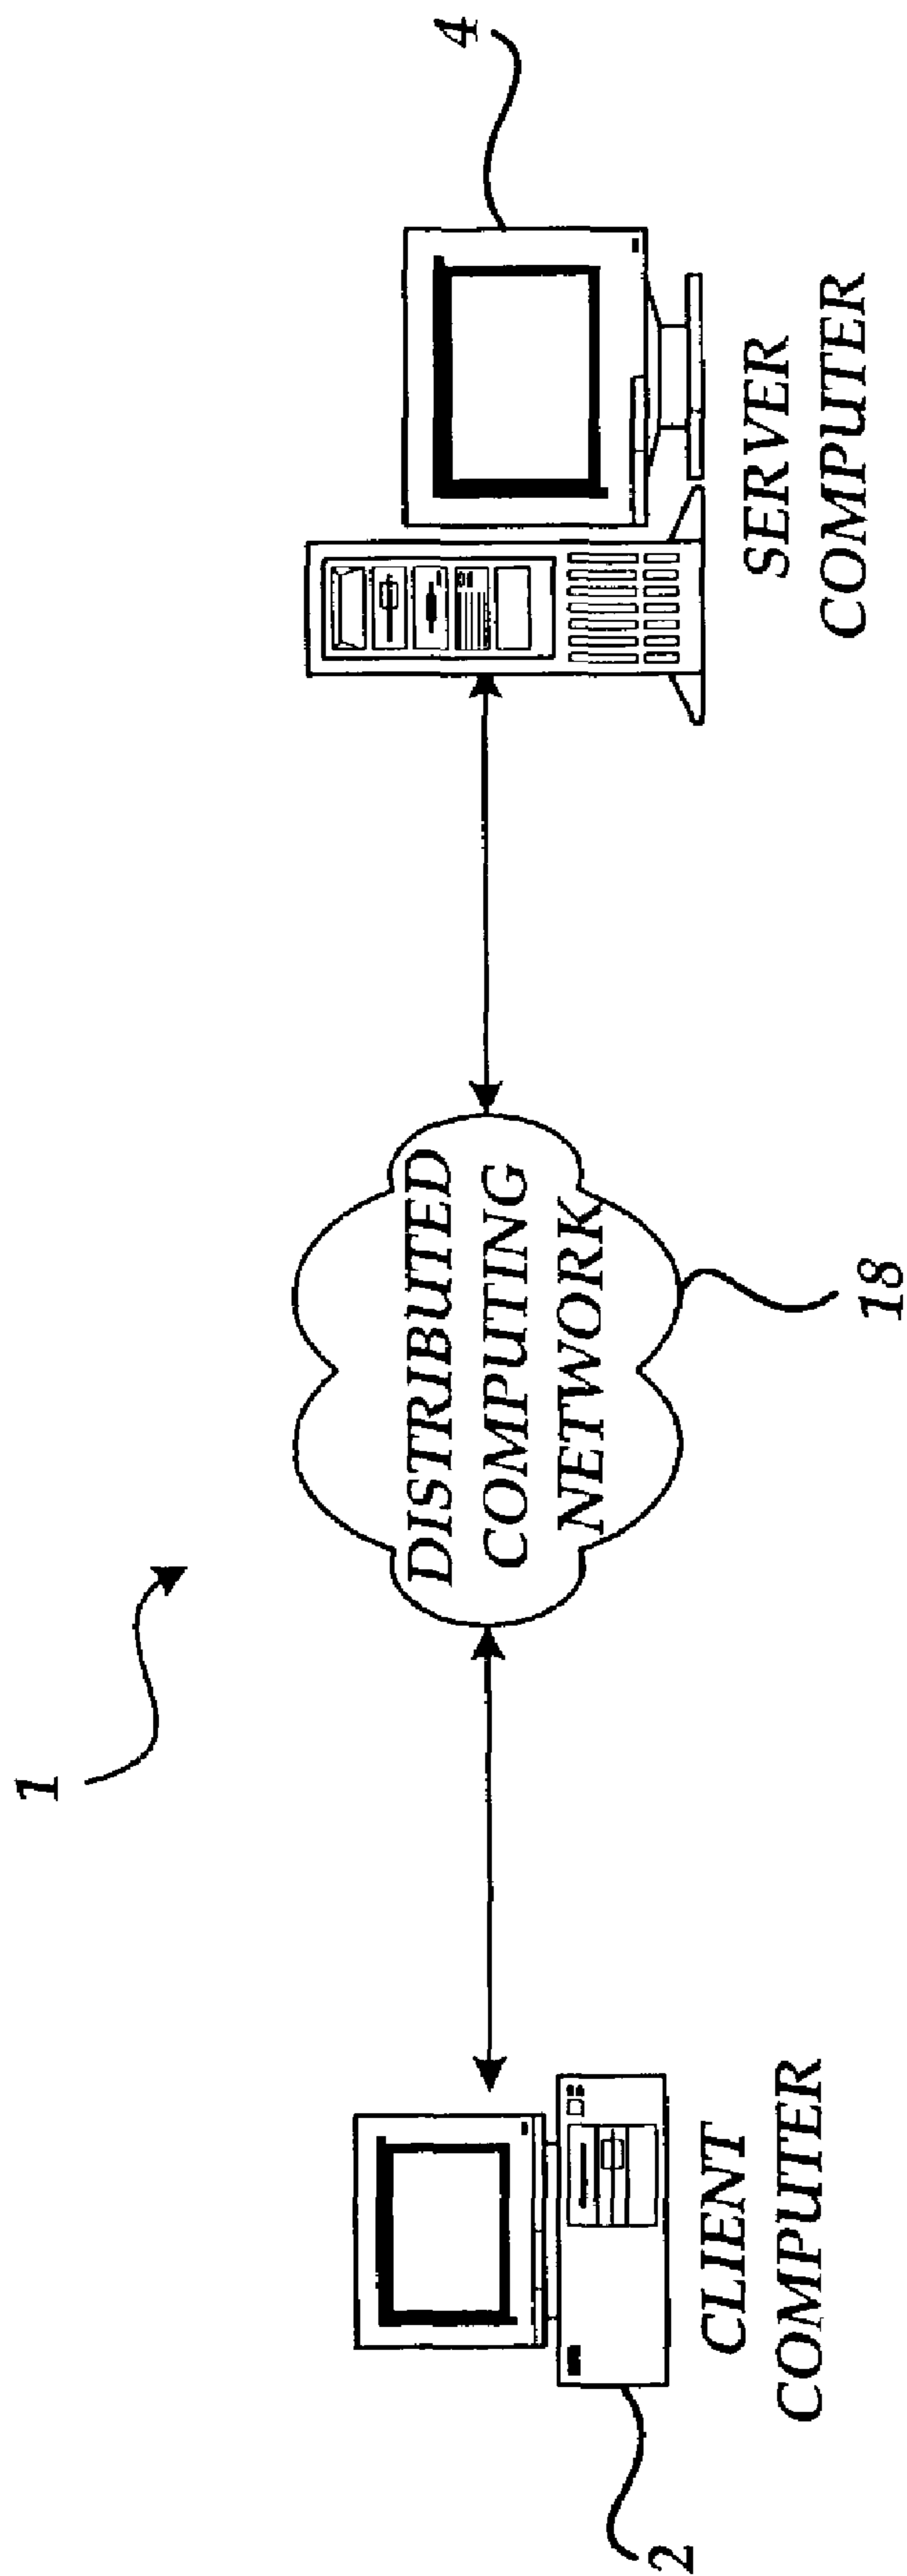 1
4
DISTRIBUTED
COMPUTING
NETWORK
18
2
CLIENT
COMPUTER
SERVER
COMPUTER